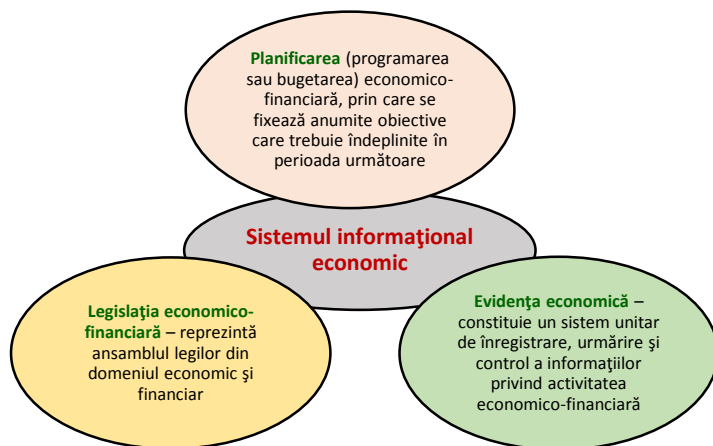 Planificarea (programarea
sau bugetarea) economico-
financiară, prin care se
fixează anumite obiective
care trebuie îndeplinite în
perioada următoare
Sistemul informaţional
economic
Legislaţia economico-
financiară – reprezintă
ansamblul legilor din
domeniul economic şi
financiar
Evidenţa economică –
constituie un sistem unitar
de înregistrare, urmărire şi
control a informaţiilor
privind activitatea
economico-financiară